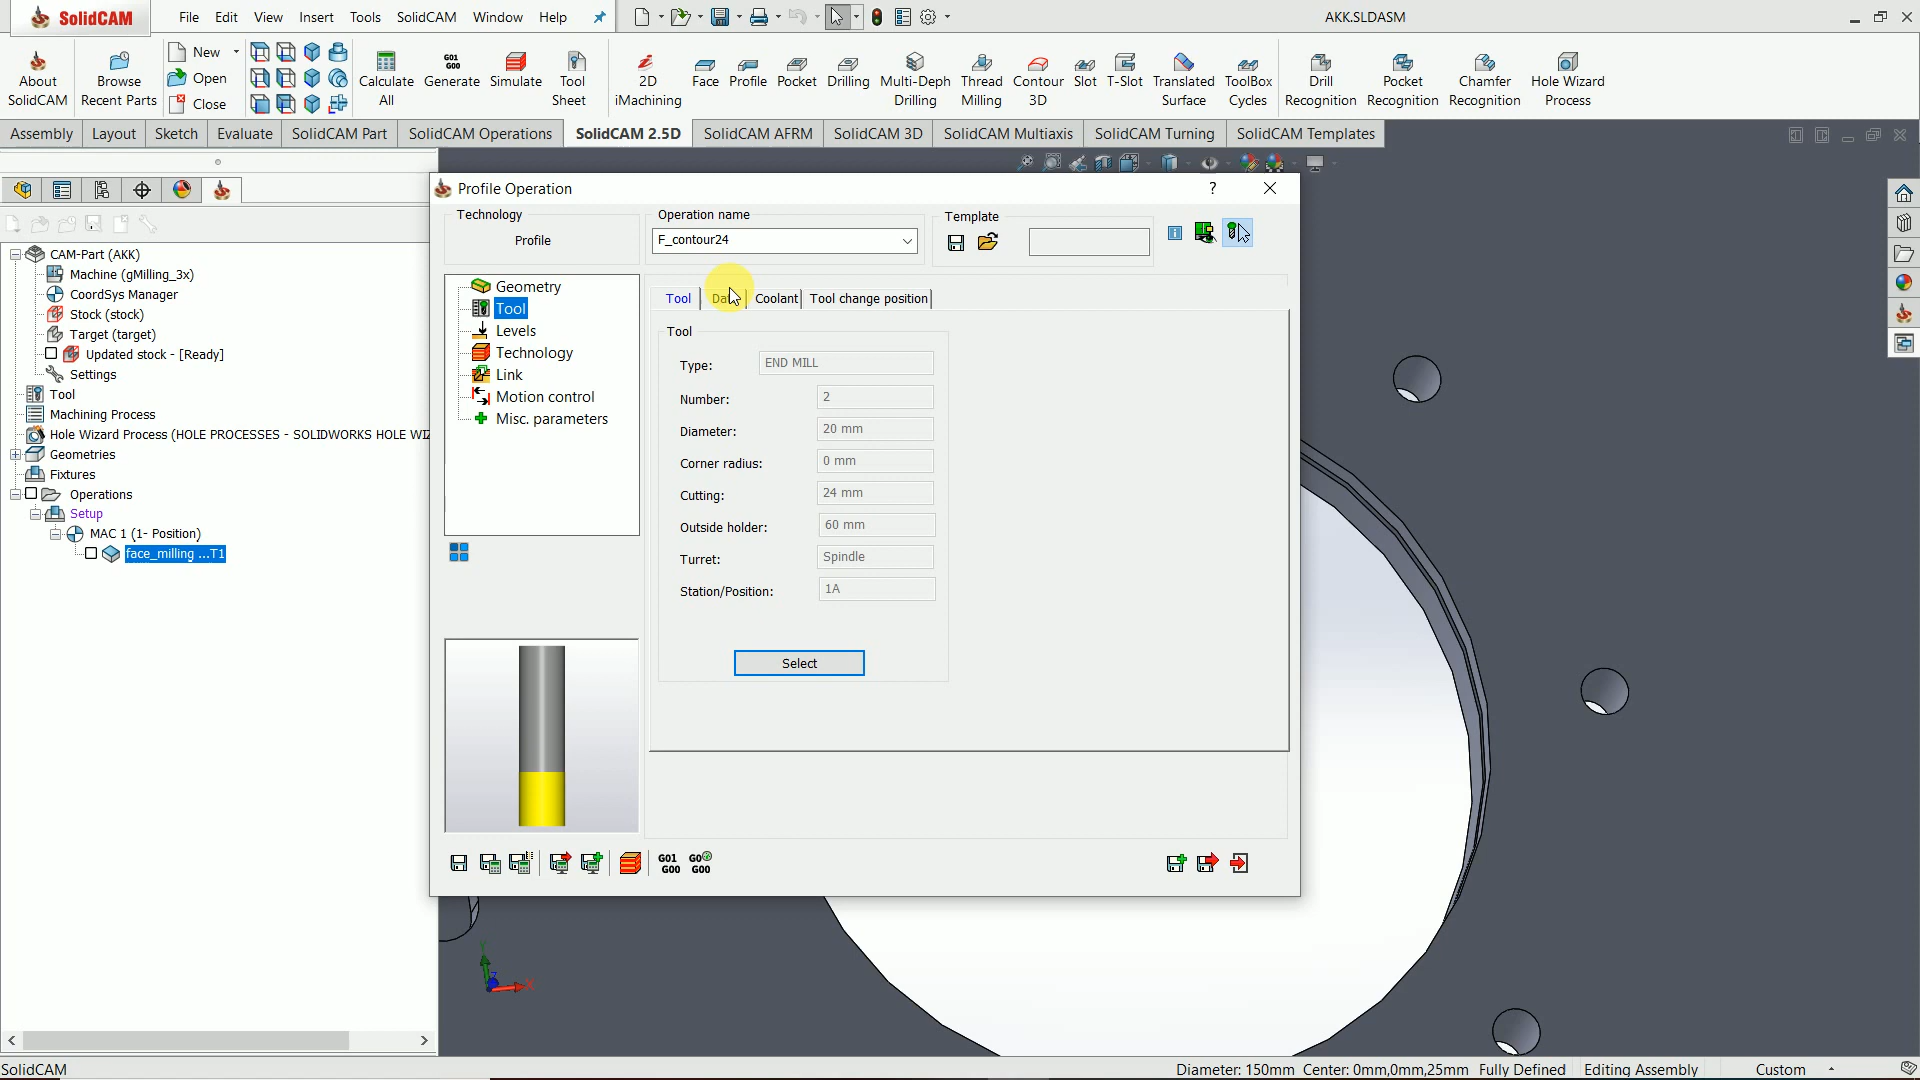 SolidCAM
File Edit View Insert Tools SolidCAM Window Help
AKK.SLDASM
About SolidCAM
Browse Recent Parts
New
Open
Close
Calculate All
G01 G00 Generate
Simulate
Tool Sheet
2D iMachining
Face
Profile
Pocket
Drilling
Multi-Deph Drilling
Thread Milling
Contour 3D
Slot
T-Slot
Translated Surface
ToolBox Cycles
Drill Recognition
Pocket Recognition
Chamfer Recognition
Hole Wizard Process
Assembly Layout Sketch Evaluate SolidCAM Part SolidCAM Operations SolidCAM 2.5D SolidCAM AFRM SolidCAM 3D SolidCAM Multiaxis SolidCAM Turning SolidCAM Templates
CAM-Part (AKK)
Machine (gMilling_3x)
CoordSys Manager
Stock (stock)
Target (target)
Updated stock - [Ready]
Settings
Tool
Machining Process
Hole Wizard Process (HOLE PROCESSES - SOLIDWORKS HOLE WIZ
Geometries
Fixtures
Operations
Setup
MAC 1 (1- Position)
face_milling ...T1
Profile Operation
?
Technology
Profile
Operation name
F_contour24
Template
Geometry
Tool
Levels
Technology
Link
Motion control
Misc. parameters
Tool Coolant Tool change position
Tool
Type: END MILL
Number: 2
Diameter: 20 mm
Corner radius: 0 mm
Cutting: 24 mm
Outside holder: 60 mm
Turret: Spindle
Station/Position: 1A
Select
G01 G00
G0 G00
Y
Z
X
SolidCAM
Diameter: 150mm Center: 0mm,0mm,25mm Fully Defined Editing Assembly Custom